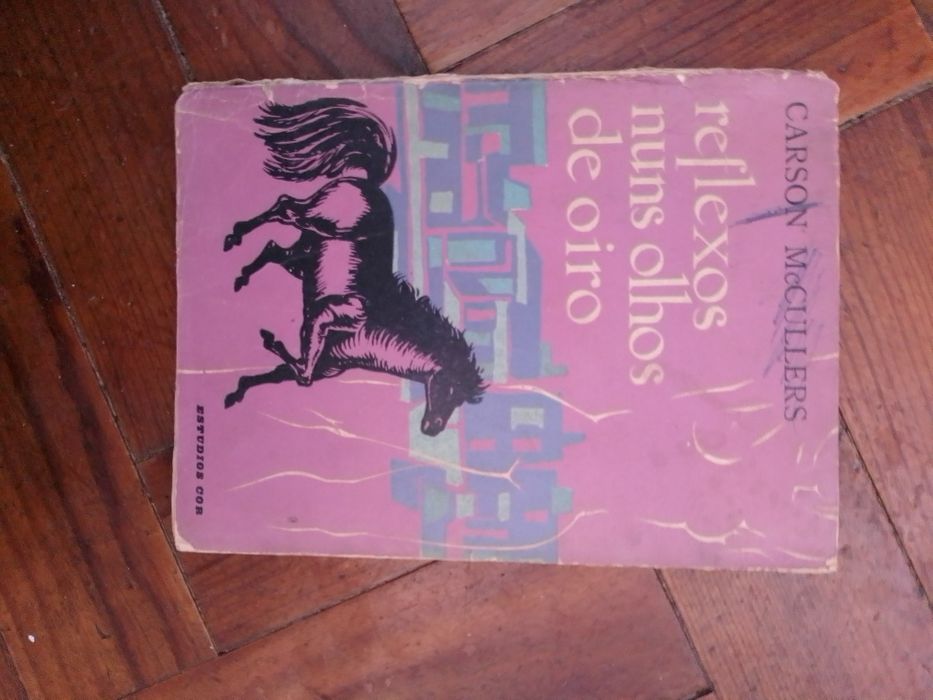 CARSON McCULLERS
reflexos
nuns olhos
de oiro
ESTUDIOS COR